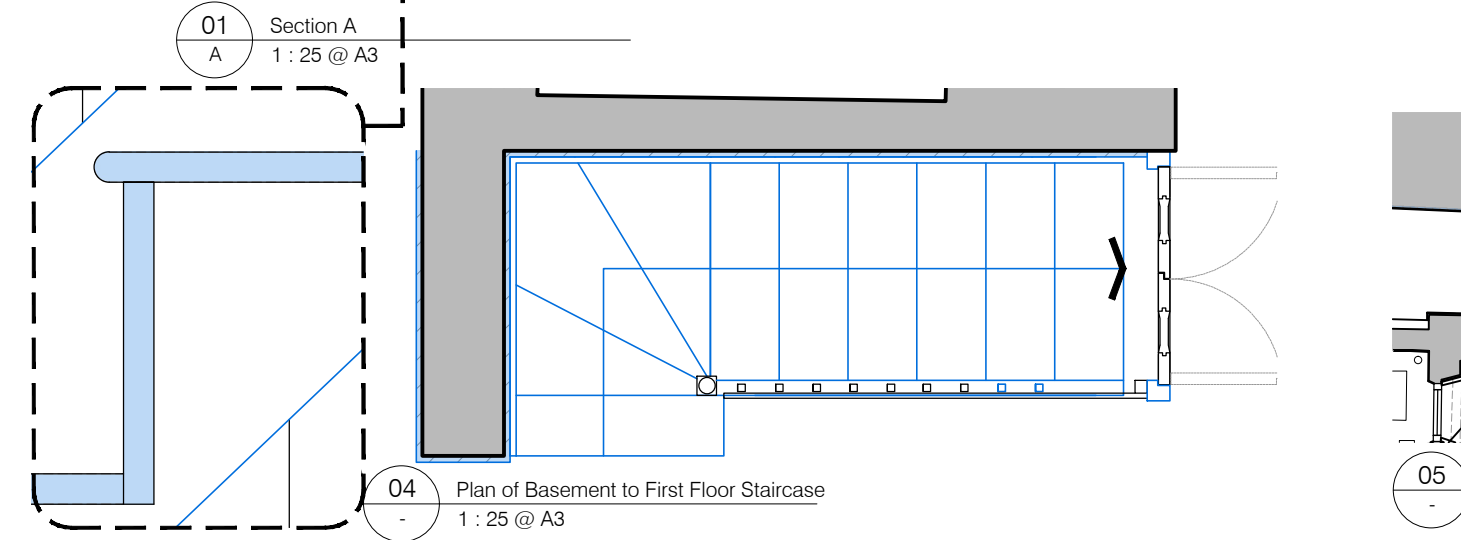 01
A
Section A
1 : 25 @ A3
04
-
Plan of Basement to First Floor Staircase
1 : 25 @ A3
05
-